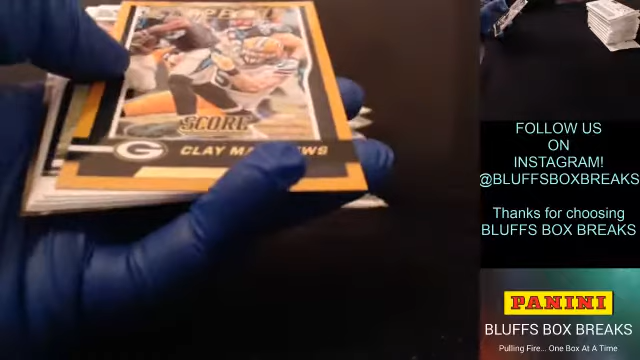 SCORE
G
CLAY MATTHEWS
FOLLOW US
ON
INSTAGRAM!
@BLUFFSBOXBREAKS
Thanks for choosing
BLUFFS BOX BREAKS
PANINI
BLUFFS BOX BREAKS
Pulling Fire... One Box At A Time